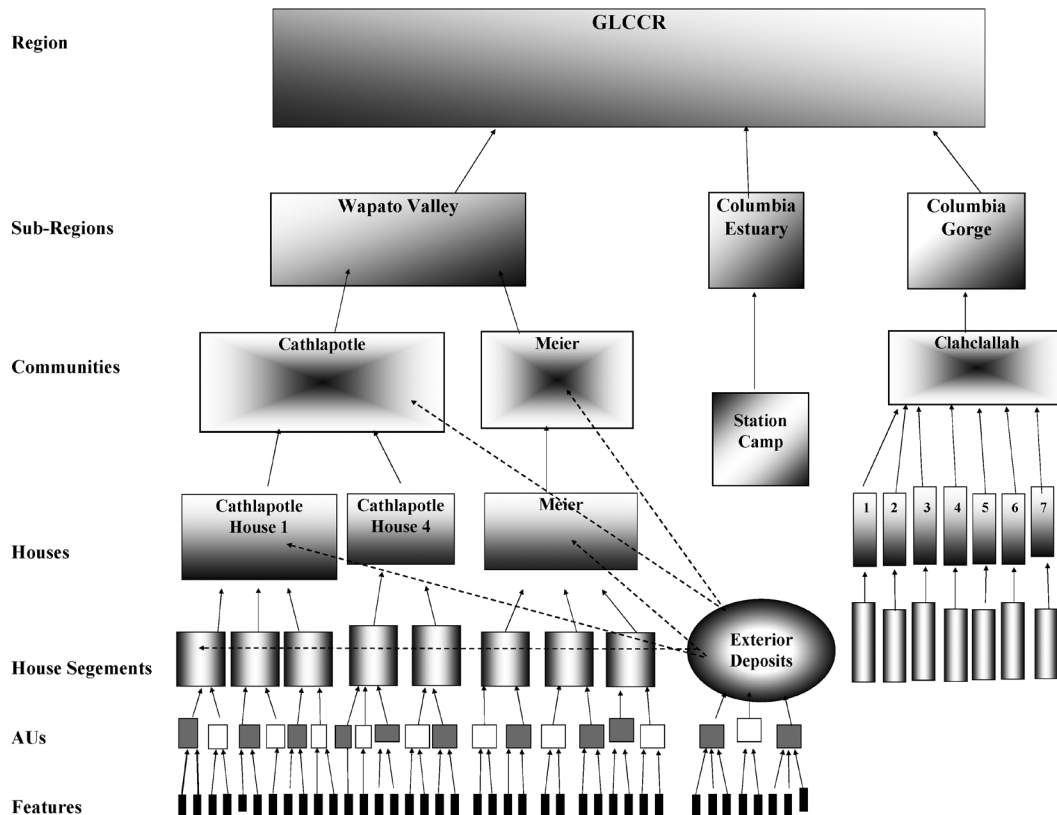 Region
GLCCR
Sub-Regions
Wapato Valley
Columbia
Estuary
Columbia
Gorge
Communities
Cathlapotle
Meier
Station
Camp
Clahclallah
Houses
Cathlapotle
House 1
Cathlapotle
House 4
Meier
1
2
3
4
5
6
7
House Segements
Exterior
Deposits
AUs
Features